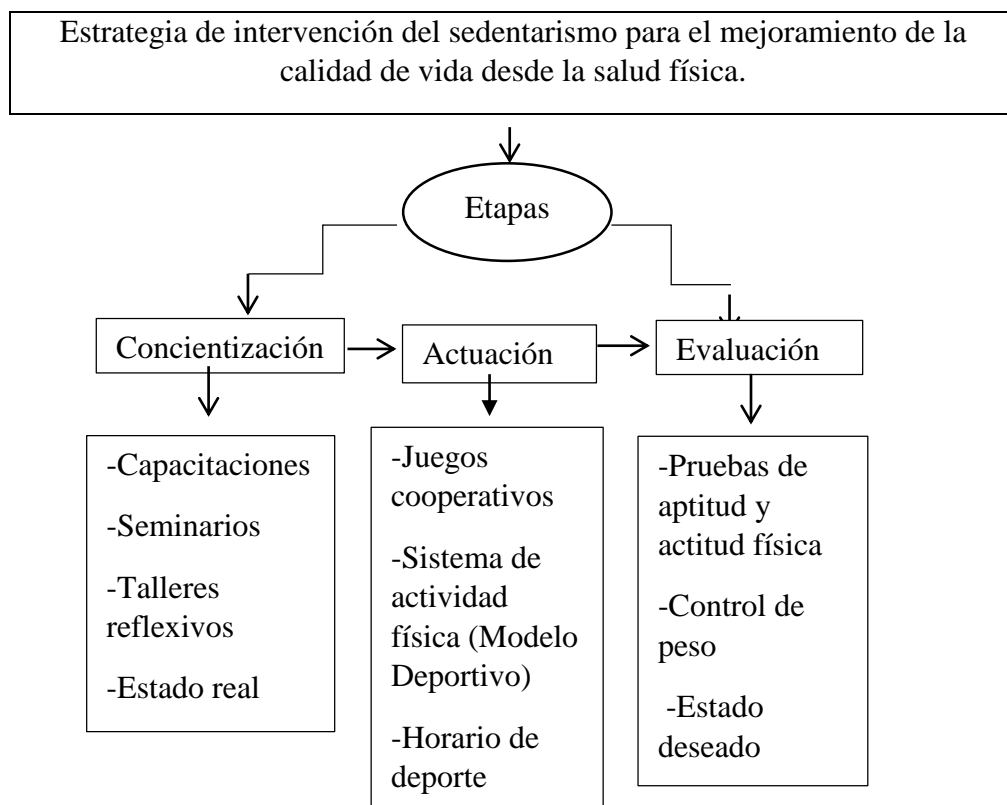 Estrategia de intervención del sedentarismo para el mejoramiento de la
calidad de vida desde la salud física.
Etapas
Concientización
Actuación
Evaluación
-Capacitaciones
-Seminarios
-Talleres
reflexivos
-Estado real
-Juegos
cooperativos
-Sistema de
actividad
física (Modelo
Deportivo)
-Horario de
deporte
-Pruebas de
aptitud y
actitud física
-Control de
peso
-Estado
deseado